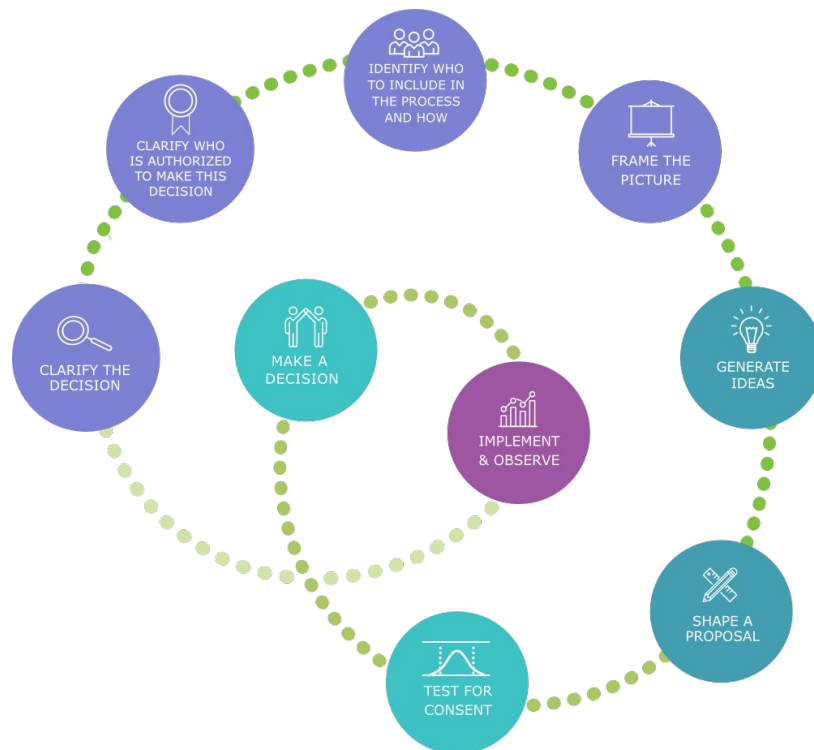 CLARIFY THE
DECISION
CLARIFY WHO
IS AUTHORIZED
TO MAKE THIS
DECISION
IDENTIFY WHO
TO INCLUDE IN
THE PROCESS
AND HOW
FRAME THE
PICTURE
GENERATE
IDEAS
SHAPE A
PROPOSAL
TEST FOR
CONSENT
MAKE A
DECISION
IMPLEMENT
& OBSERVE